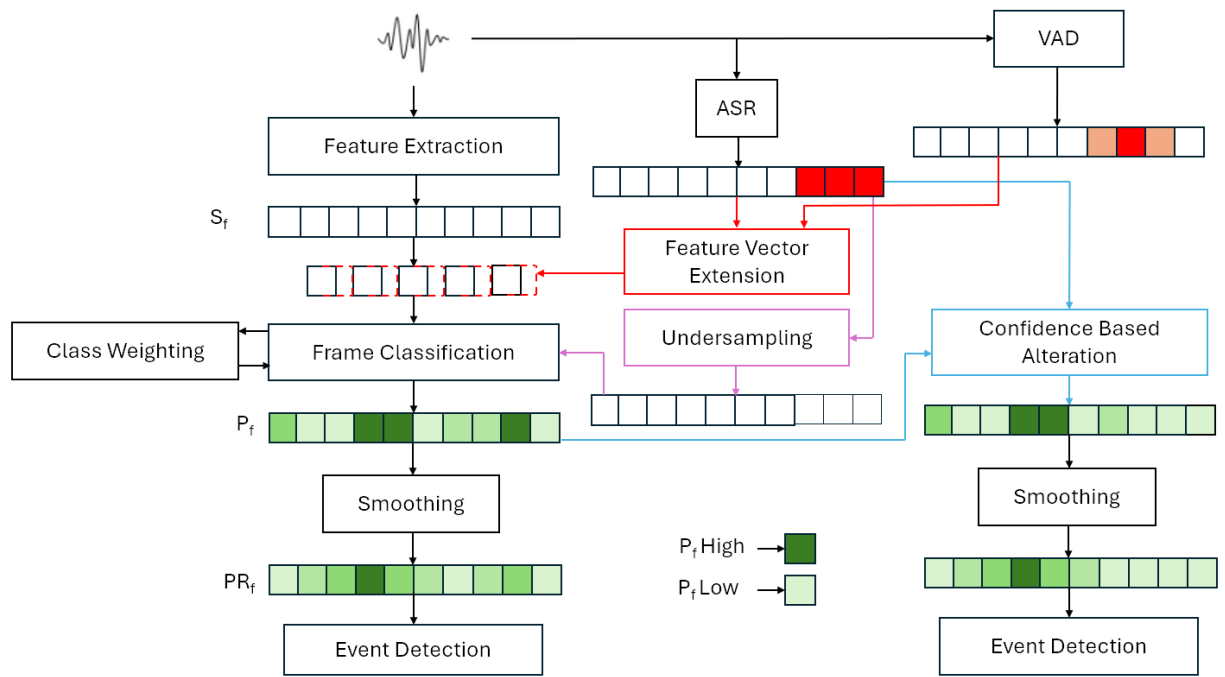 VAD
ASR
Feature Extraction
S_f
Feature Vector
Extension
Class Weighting
Frame Classification
Undersampling
Confidence Based
Alteration
P_f
Smoothing
Smoothing
P_f High
P_f Low
PR_f
Event Detection
Event Detection